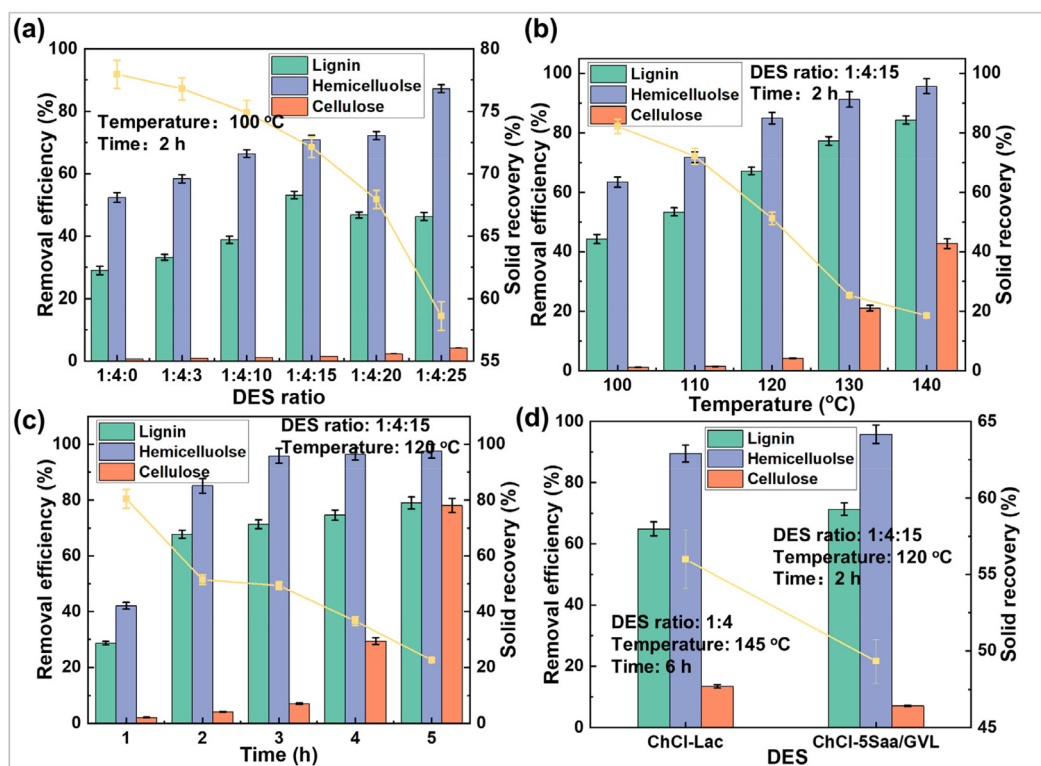 (a)
Removal efficiency (%)
100
80
60
40
20
0
Lignin
Hemicelluolse
Cellulose
Temperature： 100 °C
Time: 2 h
80
75
70
65
60
55
Solid recovery (%)
1:4:0 1:4:3 1:4:10 1:4:15 1:4:20 1:4:25
DES ratio
(b)
Removal efficiency (%)
100
80
60
40
20
0
Lignin
Hemicelluolse
Cellulose
DES ratio: 1:4:15
Time： 2 h
100
80
60
40
20
0
Solid recovery (%)
100 110 120 130 140
Temperature (°C)
(c)
Removal efficiency (%)
100
80
60
40
20
0
Lignin
Hemicelluolse
Cellulose
DES ratio: 1:4:15
Temperature: 120 °C
100
80
60
40
20
0
Solid recovery (%)
1 2 3 4 5
Time (h)
(d)
Removal efficiency (%)
100
80
60
40
20
0
Lignin
Hemicelluolse
Cellulose
DES ratio: 1:4:15
Temperature: 120 °C
Time： 2 h
DES ratio: 1:4
Temperature: 145 °C
Time: 6 h
65
60
55
50
45
Solid recovery (%)
ChCl-Lac ChCl-5Saa/GVL
DES